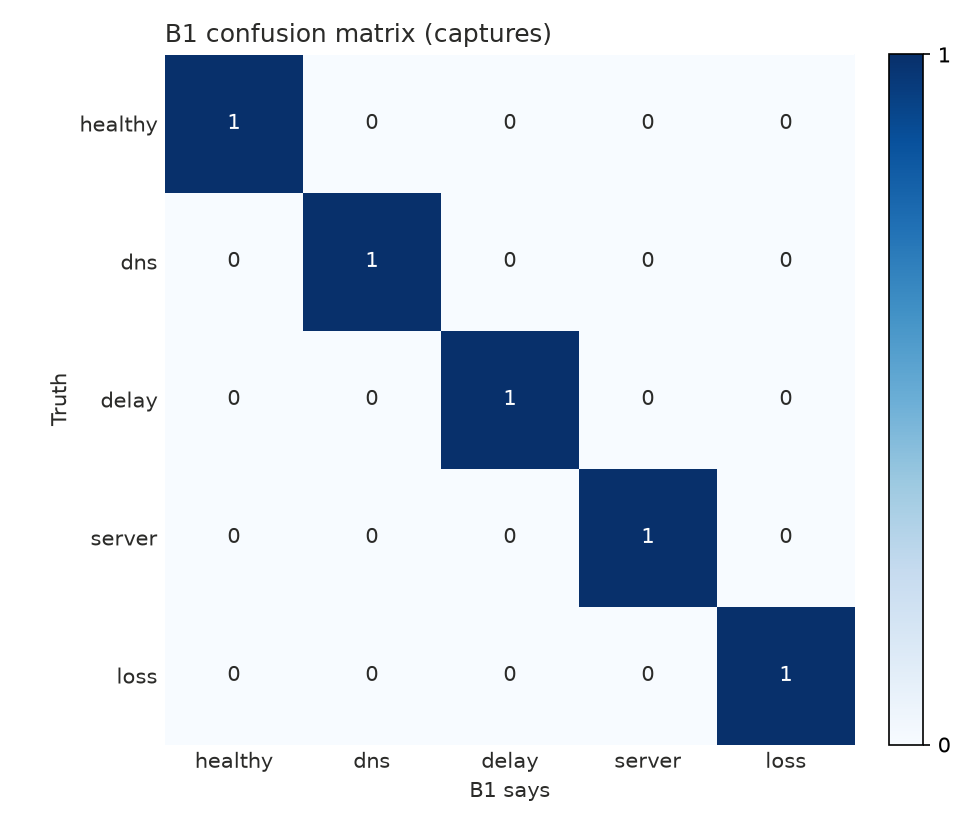 B1 confusion matrix (captures)
1
healthy 1 0 0 0 0
dns 0 1 0 0 0
Truth
delay 0 0 1 0 0
server 0 0 0 1 0
loss 0 0 0 0 1
0
healthy dns delay server loss
B1 says